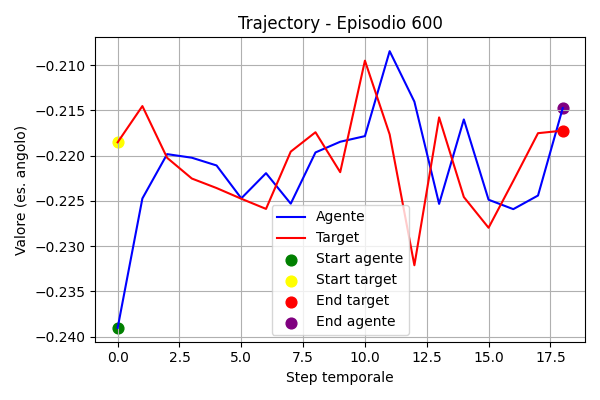 Trajectory - Episodio 600
Valore (es. angolo)
−0.210
−0.215
−0.220
−0.225
−0.230
−0.235
−0.240
Agente
Target
Start agente
Start target
End target
End agente
0.0 2.5 5.0 7.5 10.0 12.5 15.0 17.5
Step temporale